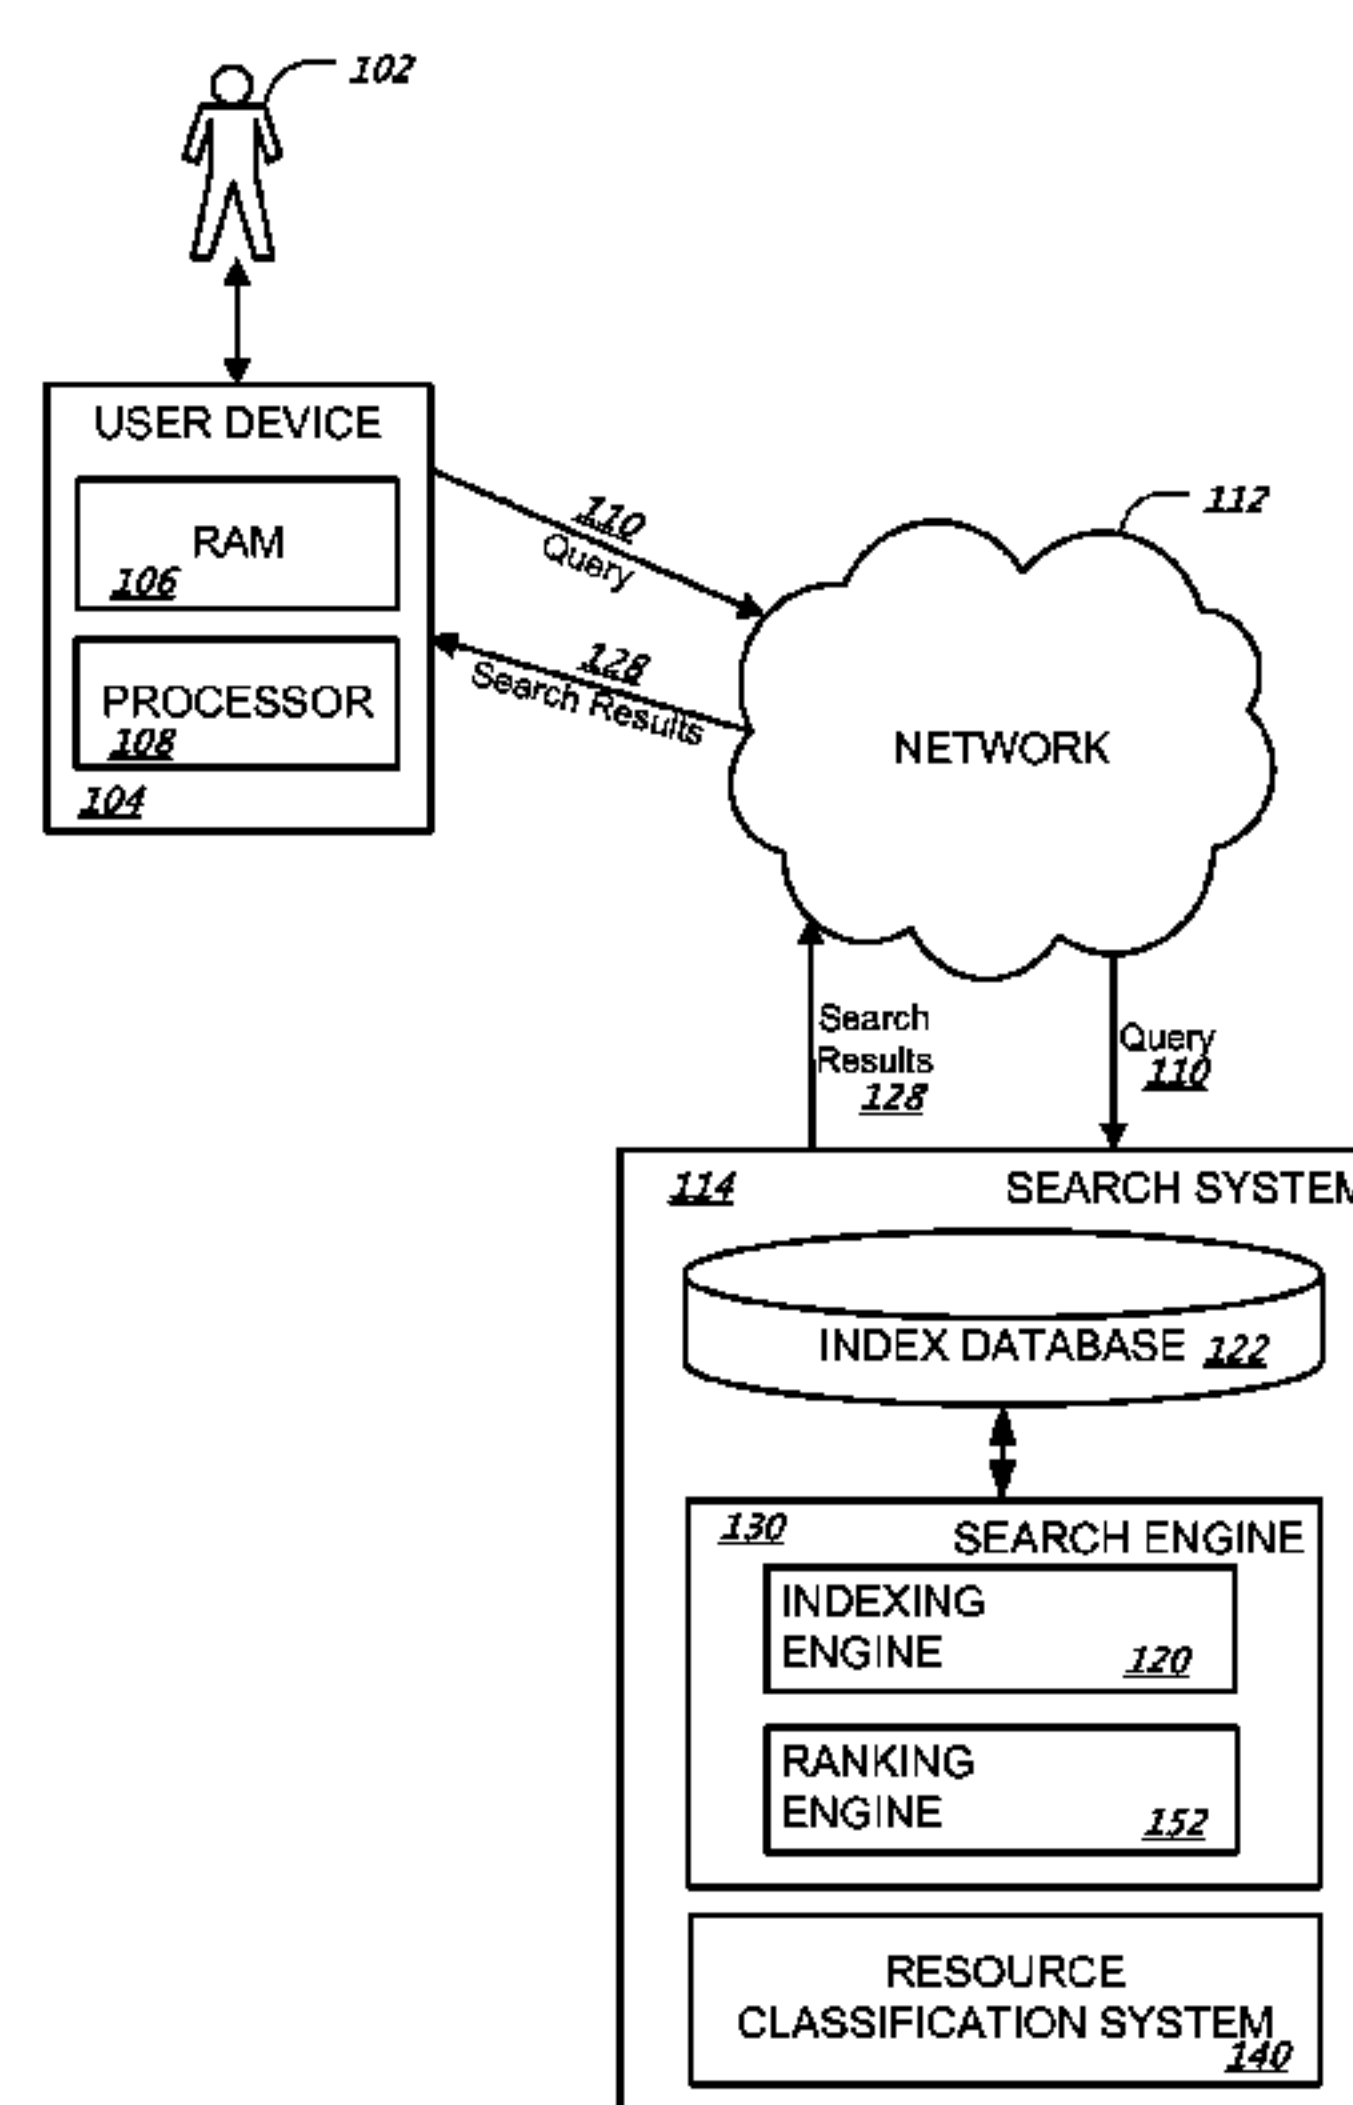 102
USER DEVICE
RAM
106
PROCESSOR
108
104
110
Query
128
Search Results
112
NETWORK
Search
Results
128
Query
110
114
SEARCH SYSTEM
INDEX DATABASE 122
130
SEARCH ENGINE
INDEXING
ENGINE
120
RANKING
ENGINE
152
RESOURCE
CLASSIFICATION SYSTEM
140